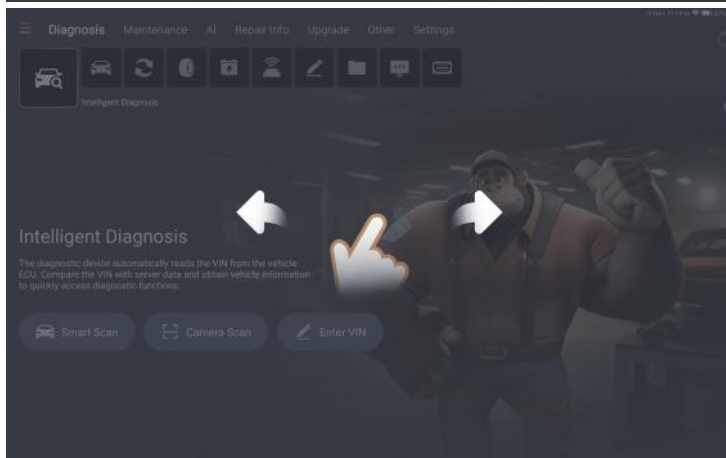 Diagnosis Maintenance AI Repair Info Upgrade Other Settings
Intelligent Diagnosis
Intelligent Diagnosis
The diagnostic device automatically reads the VIN from the vehicle
ECU. Compare the VIN with server data and obtain vehicle information
to quickly access diagnostic functions.
Smart Scan Camera Scan Enter VIN